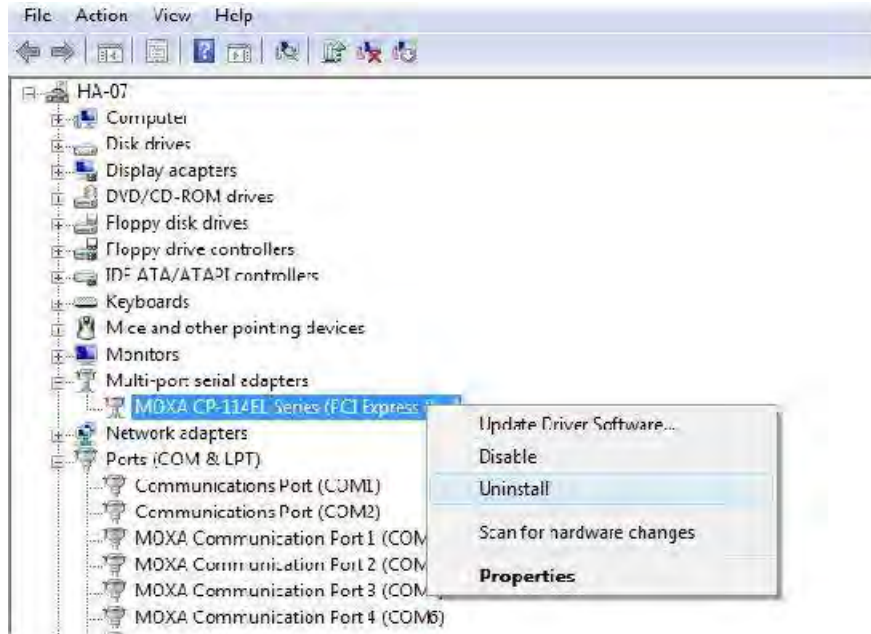 File Action View Help
HA-07
Computer
Disk drives
Display adapters
DVD/CD-ROM drives
Floppy disk drives
Floppy drive controllers
IDE ATA/ATAPI controllers
Keyboards
Mice and other pointing devices
Monitors
Multi-port serial adapters
MOXA CP-114EL Series (PCI Express
Network adapters
Ports (COM & LPT)
Communications Port (COM1)
Communications Port (COM2)
MOXA Communication Port 1 (COM
MOXA Communication Port 2 (COM
MOXA Communication Port 3 (COM
MOXA Communication Port 4 (COM6)
Update Driver Software...
Disable
Uninstall
Scan for hardware changes
Properties